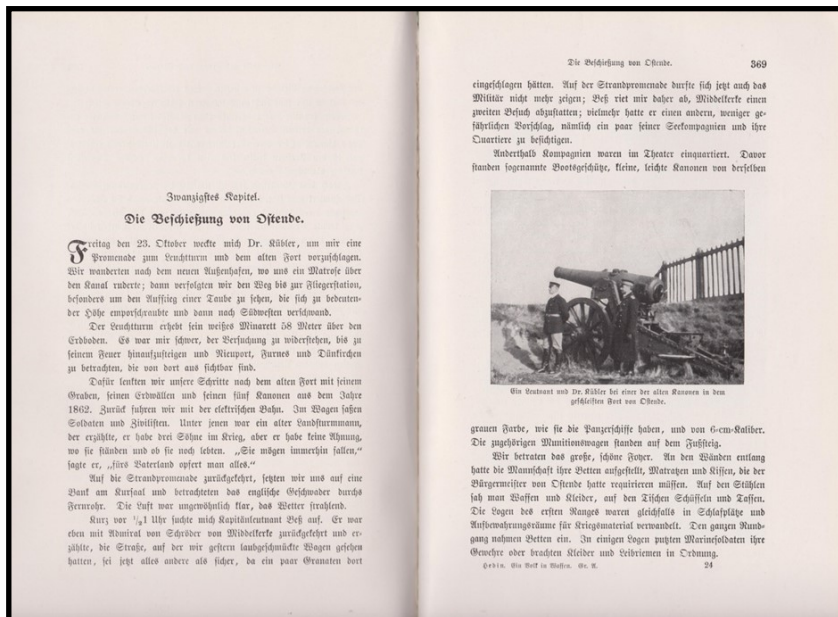 Zwanzigstes Kapitel.
Die Beschießung von Ostende.
Freitag den 23. Oktober weckte mich Dr. Kübler, um mir eine
Promenade zum Leuchtturm und dem alten Fort vorzuschlagen.
Wir wanderten nach dem neuen Außenhafen, wo uns ein Matrose über
den Kanal ruderte; dann verfolgten wir den Weg bis zur Fliegerstation,
besonders um den Aufstieg einer Taube zu sehen, die sich zu bedeuten-
der Höhe emporschraubte und dann nach Südwesten verschwand.
Der Leuchtturm erhebt sein weißes Minarett 58 Meter über den
Erdboden. Es war mir schwer, der Versuchung zu widerstehen, bis zu
seinem Feuer hinaufzusteigen und Nieuport, Furnes und Dünkirchen
zu betrachten, die von dort aus sichtbar sind.
Dafür lenkten wir unsere Schritte nach dem alten Fort mit seinem
Graben, seinen Erdwällen und seinen fünf Kanonen aus dem Jahre
1862. Zurück fuhren wir mit der elektrischen Bahn. Im Wagen saßen
Soldaten und Zivilisten. Unter jenen war ein alter Landsturmmann,
der erzählte, er habe drei Söhne im Krieg, aber er habe keine Ahnung,
wo sie ständen und ob sie noch lebten. „Sie mögen immerhin fallen,“
sagte er, „fürs Vaterland opfert man alles.“
Auf die Strandpromenade zurückgekehrt, setzten wir uns auf eine
Bank am Kursaal und betrachteten das englische Geschwader durchs
Fernrohr. Die Luft war ungewöhnlich klar, das Wetter strahlend.
Kurz vor ½1 Uhr suchte mich Kapitänleutnant Beß auf. Er war
eben mit Admiral von Schröder von Middelkerke zurückgekehrt und er-
zählte, die Straße, auf der wir gestern laubgeschmückte Wagen gesehen
hatten, sei jetzt alles andere als sicher, da ein paar Granaten dort
Die Beschießung von Ostende. 369
eingeschlagen hätten. Auf der Strandpromenade durfte sich jetzt auch das
Militär nicht mehr zeigen; Beß riet mir daher ab, Middelkerke einen
zweiten Besuch abzustatten; vielmehr hatte er einen andern, weniger ge-
fährlichen Vorschlag, nämlich ein paar seiner Seekompagnien und ihre
Quartiere zu besichtigen.
Anderthalb Kompagnien waren im Theater einquartiert. Davor
standen sogenannte Bootsgeschütze, kleine, leichte Kanonen von derselben
Ein Leutnant und Dr. Kübler bei einer der alten Kanonen in dem
geschleiften Fort von Ostende.
grauen Farbe, wie sie die Panzerschiffe haben, und von 6-cm-Kaliber.
Die zugehörigen Munitionswagen standen auf dem Fußsteig.
Wir betraten das große, schöne Foyer. An den Wänden entlang
hatte die Mannschaft ihre Betten aufgestellt, Matratzen und Kissen, die der
Bürgermeister von Ostende hatte requirieren müssen. Auf den Stühlen
sah man Waffen und Kleider, auf den Tischen Schüsseln und Tassen.
Die Logen des ersten Ranges waren gleichfalls in Schlafplätze und
Aufbewahrungsräume für Kriegsmaterial verwandelt. Den ganzen Rund-
gang nahmen Betten ein. In einigen Logen putzten Marinesoldaten ihre
Gewehre oder brachten Kleider und Leibriemen in Ordnung.
Hedin. Ein Volk in Waffen. Gr. A. 24